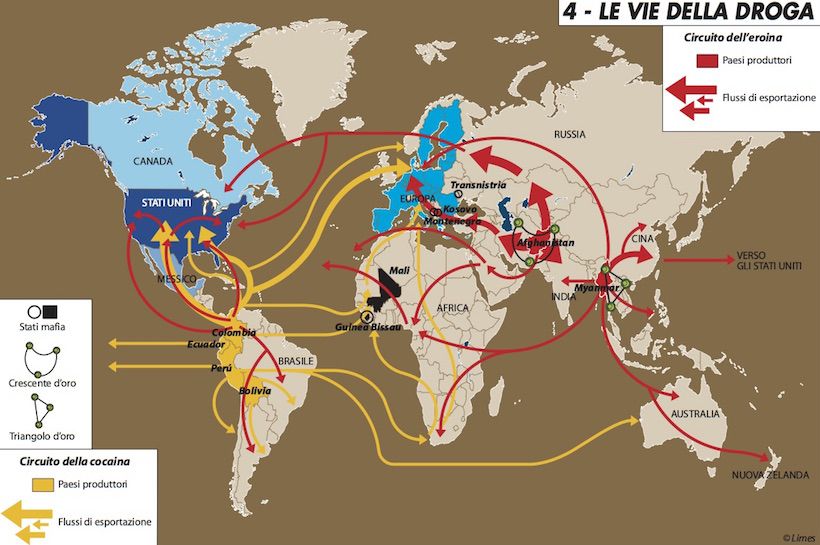 4 - LE VIE DELLA DROGA
Circuito dell'eroina
Paesi produttori
Flussi di esportazione
RUSSIA
CANADA
STATI UNITI
Transnistria
EUROPA
Kosovo
Montenegro
Afghanistan
CINA
VERSO
GLI STATI UNITI
MESSICO
Mali
INDIA
Myanmar
AFRICA
Guinea Bissau
Stati mafia
Crescente d'oro
Triangolo d'oro
Colombia
Ecuador
Perú
BRASILE
Bolivia
AUSTRALIA
NUOVA ZELANDA
Circuito della cocaina
Paesi produttori
Flussi di esportazione
©Limes